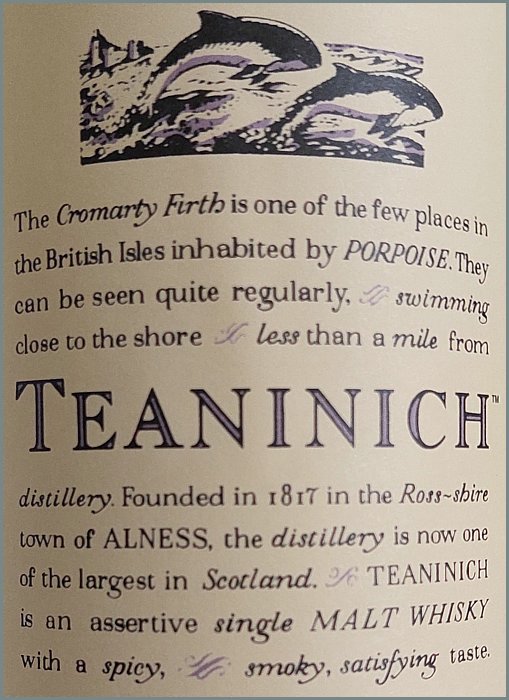 The Cromarty Firth is one of the few places in
the British Isles inhabited by PORPOISE. They
can be seen quite regularly, swimming
close to the shore less than a mile from
TEANINICH™
distillery. Founded in 1817 in the Ross~shire
town of ALNESS, the distillery is now one
of the largest in Scotland. TEANINICH
is an assertive single MALT WHISKY
with a spicy, smoky, satisfying taste.